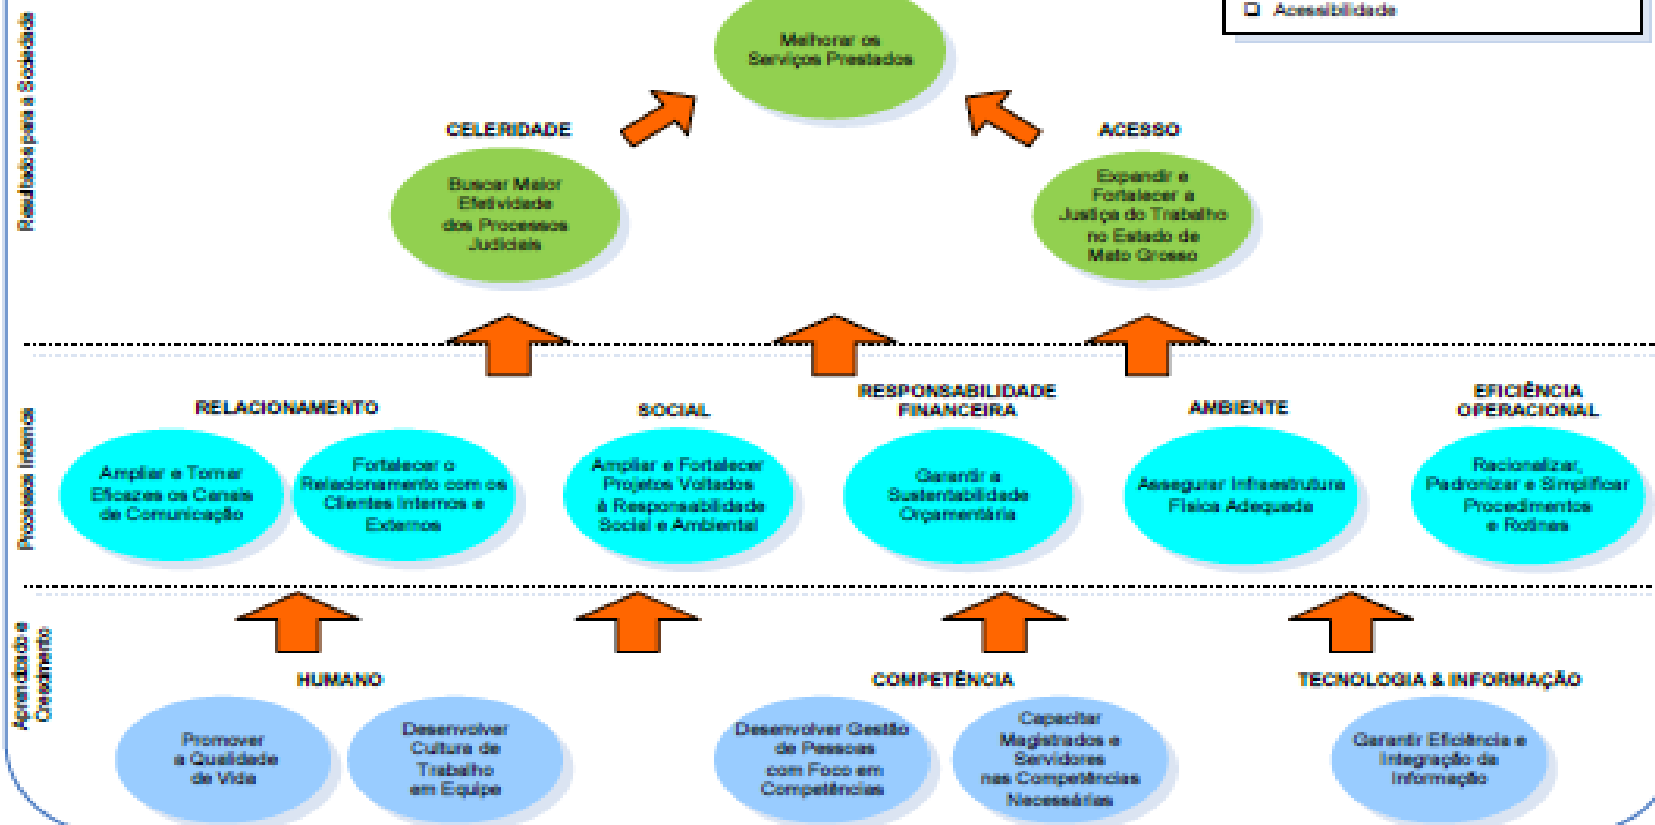 Acessibilidade
Melhorar os
Serviços Prestados
Resultados para a Sociedade
CELERIDADE
Buscar Maior
Efetividade
dos Processos
Judiciais
ACESSO
Expandir e
Fortalecer a
Justiça do Trabalho
no Estado de
Mato Grosso
Processos Internos
RELACIONAMENTO
Ampliar e Tornar
Eficazes os Canais
de Comunicação
Fortalecer o
Relacionamento com os
Clientes Internos e
Externos
SOCIAL
Ampliar e Fortalecer
Projetos Voltados
à Responsabilidade
Social e Ambiental
RESPONSABILIDADE
FINANCEIRA
Garantir a
Sustentabilidade
Orçamentária
AMBIENTE
Assegurar Infraestrutura
Física Adequada
EFICIÊNCIA
OPERACIONAL
Racionalizar,
Padronizar e Simplificar
Procedimentos
e Rotinas
Aprendizado e
Crescimento
HUMANO
Promover
a Qualidade
de Vida
Desenvolver
Cultura de
Trabalho
em Equipe
COMPETÊNCIA
Desenvolver Gestão
de Pessoas
com Foco em
Competências
Capacitar
Magistrados e
Servidores
nas Competências
Necessárias
TECNOLOGIA & INFORMAÇÃO
Garantir Eficiência e
Integração da
Informação